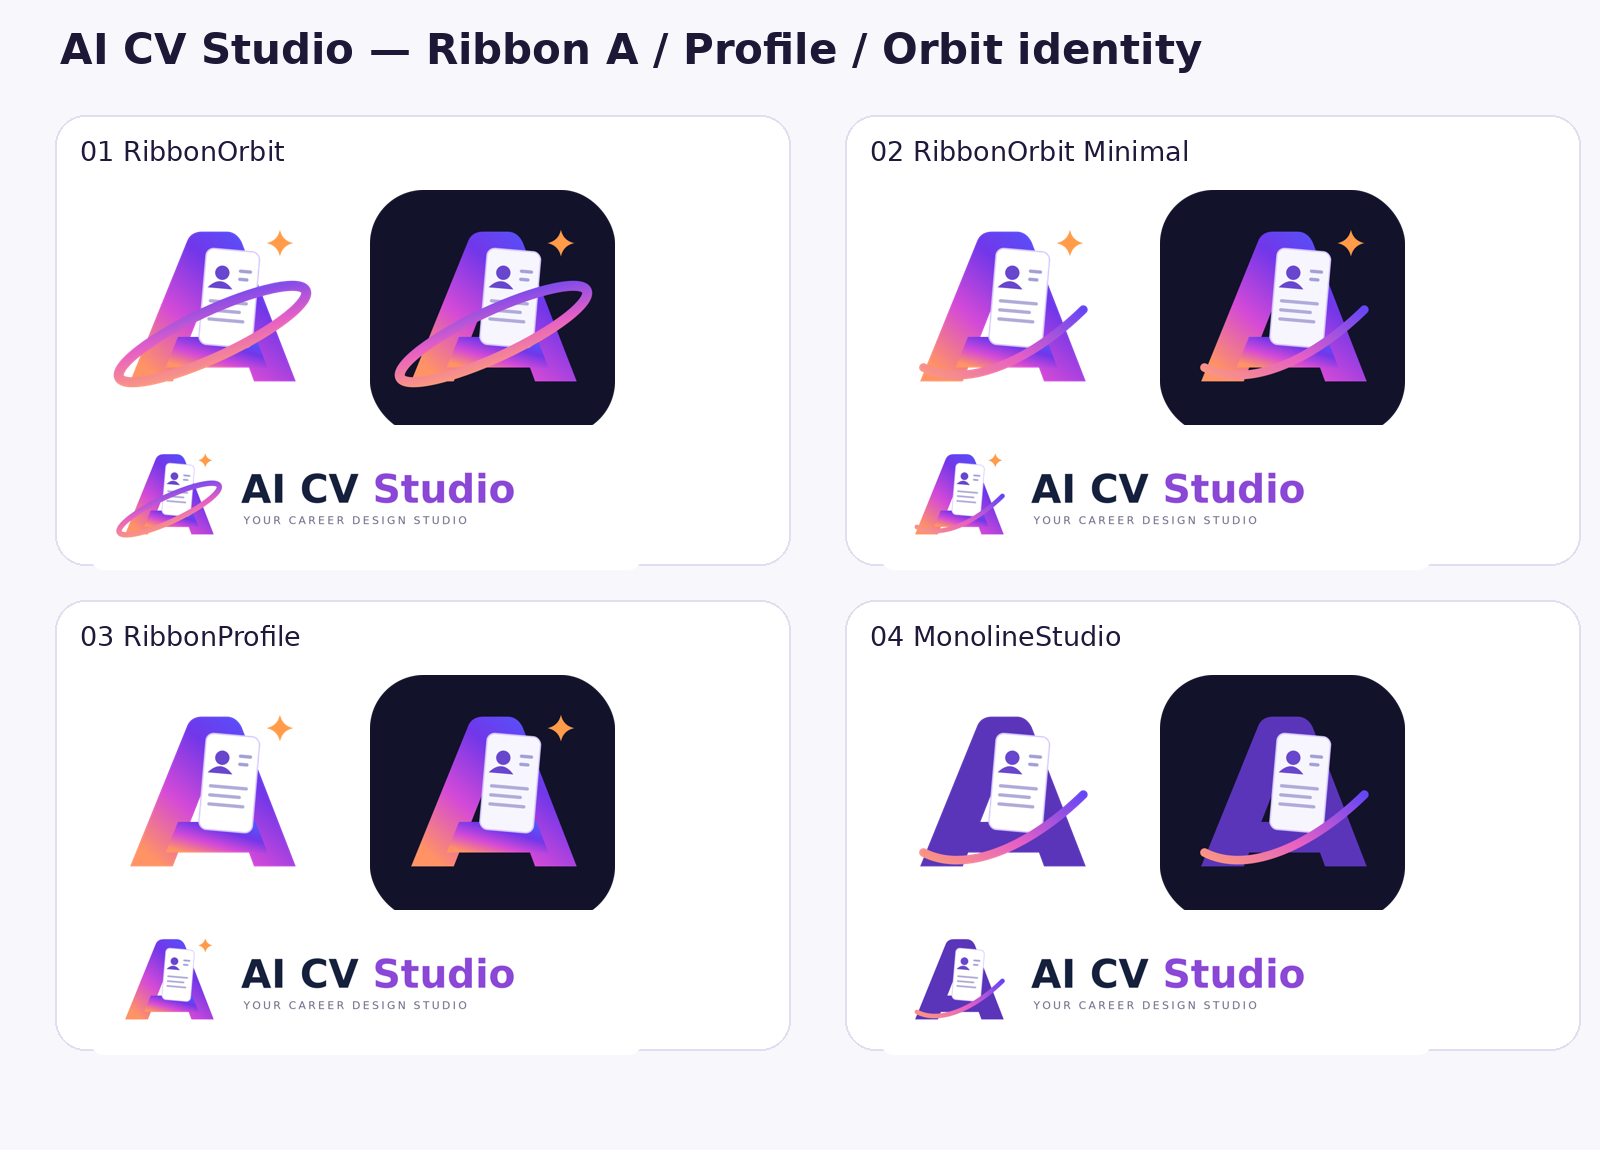 AI CV Studio — Ribbon A / Profile / Orbit identity
01 RibbonOrbit
AI CV Studio
YOUR CAREER DESIGN STUDIO
02 RibbonOrbit Minimal
AI CV Studio
YOUR CAREER DESIGN STUDIO
03 RibbonProfile
AI CV Studio
YOUR CAREER DESIGN STUDIO
04 MonolineStudio
AI CV Studio
YOUR CAREER DESIGN STUDIO